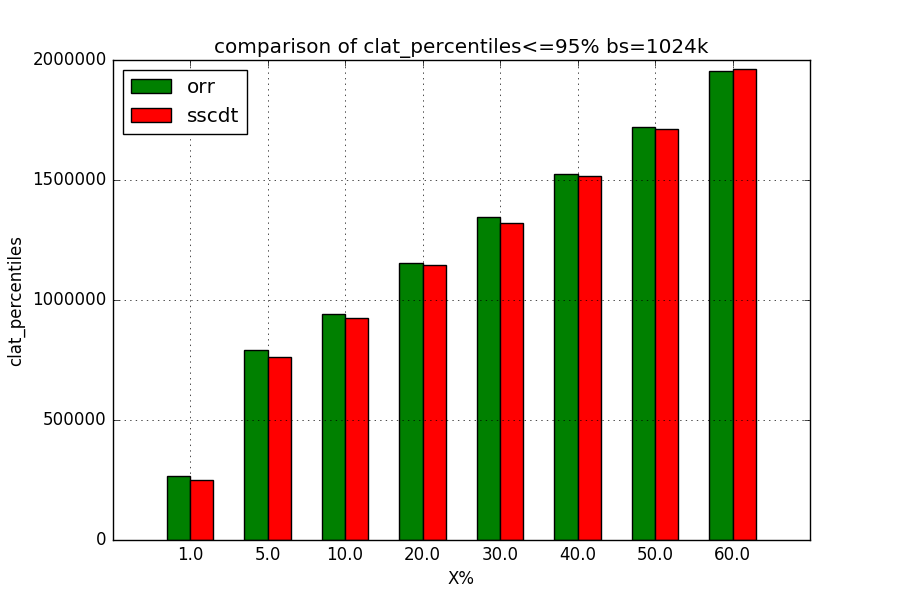 comparison of clat_percentiles<=95% bs=1024k
orr
sscdt
clat_percentiles
2000000
1500000
1000000
500000
0
1.0 5.0 10.0 20.0 30.0 40.0 50.0 60.0
X%